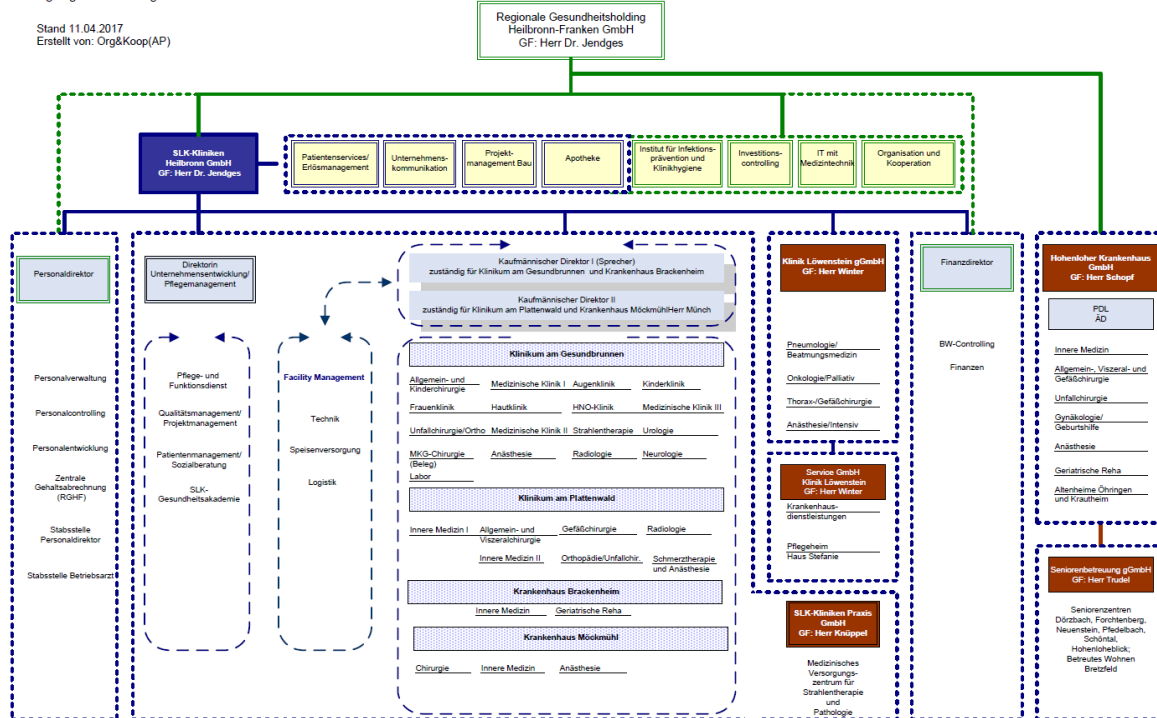 Stand 11.04.2017
Erstellt von: Org&Koop(AP)
Regionale Gesundheitsholding
Heilbronn-Franken GmbH
GF: Herr Dr. Jendges
SLK-Kliniken
Heilbronn GmbH
GF: Herr Dr. Jendges
Patientenservices/
Erlösmanagement
Unternehmens-
kommunikation
Projekt-
management Bau
Apotheke
Institut für Infektions-
prävention und
Klinikhygiene
Investitions-
controlling
IT mit
Medizintechnik
Organisation und
Kooperation
Personaldirektor
Personalverwaltung
Personalcontrolling
Personalentwicklung
Zentrale
Gehaltsabrechnung
(RGHF)
Stabsstelle
Personaldirektor
Stabsstelle Betriebsarzt
Direktorin
Unternehmensentwicklung/
Pflegemanagement
Pflege- und
Funktionsdienst
Qualitätsmanagement/
Projektmanagement
Patientenmanagement/
Sozialberatung
SLK-
Gesundheitsakademie
Facility Management
Technik
Speisenversorgung
Logistik
Kaufmännischer Direktor I (Sprecher)
zuständig für Klinikum am Gesundbrunnen und Krankenhaus Brackenheim
Kaufmännischer Direktor II
zuständig für Klinikum am Plattenwald und Krankenhaus MöckmühlHerr Münch
Klinikum am Gesundbrunnen
Allgemein- und
Kinderchirurgie
Medizinische Klinik I
Augenklinik
Kinderklinik
Frauenklinik
Hautklinik
HNO-Klinik
Medizinische Klinik III
Unfallchirurgie/Ortho
Medizinische Klinik II
Strahlentherapie
Urologie
MKG-Chirurgie
(Beleg)
Anästhesie
Radiologie
Neurologie
Labor
Klinikum am Plattenwald
Innere Medizin I
Allgemein- und
Viszeralchirurgie
Gefäßchirurgie
Radiologie
Innere Medizin II
Orthopädie/Unfallchir.
Schmerztherapie
und Anästhesie
Krankenhaus Brackenheim
Innere Medizin
Geriatrische Reha
Krankenhaus Möckmühl
Chirurgie
Innere Medizin
Anästhesie
Klinik Löwenstein gGmbH
GF: Herr Winter
Pneumologie/
Beatmungsmedizin
Onkologie/Palliativ
Thorax-/Gefäßchirurgie
Anästhesie/Intensiv
Service GmbH
Klinik Löwenstein
GF: Herr Winter
Krankenhaus-
dienstleistungen
Pflegeheim
Haus Stefanie
SLK-Kliniken Praxis
GmbH
GF: Herr Knüppel
Medizinisches
Versorgungs-
zentrum für
Strahlentherapie
und
Pathologie
Finanzdirektor
BW-Controlling
Finanzen
Hohenloher Krankenhaus
GmbH
GF: Herr Schopf
PDL
ÄD
Innere Medizin
Allgemein-, Viszeral- und
Gefäßchirurgie
Unfallchirurgie
Gynäkologie/
Geburtshilfe
Anästhesie
Geriatrische Reha
Altenheime Öhringen
und Krautheim
Seniorenbetreuung gGmbH
GF: Herr Trudel
Seniorenzentren
Dörzbach, Forchtenberg,
Neuenstein, Pfedelbach,
Schöntal,
Hohenloheblick;
Betreutes Wohnen
Bretzfeld